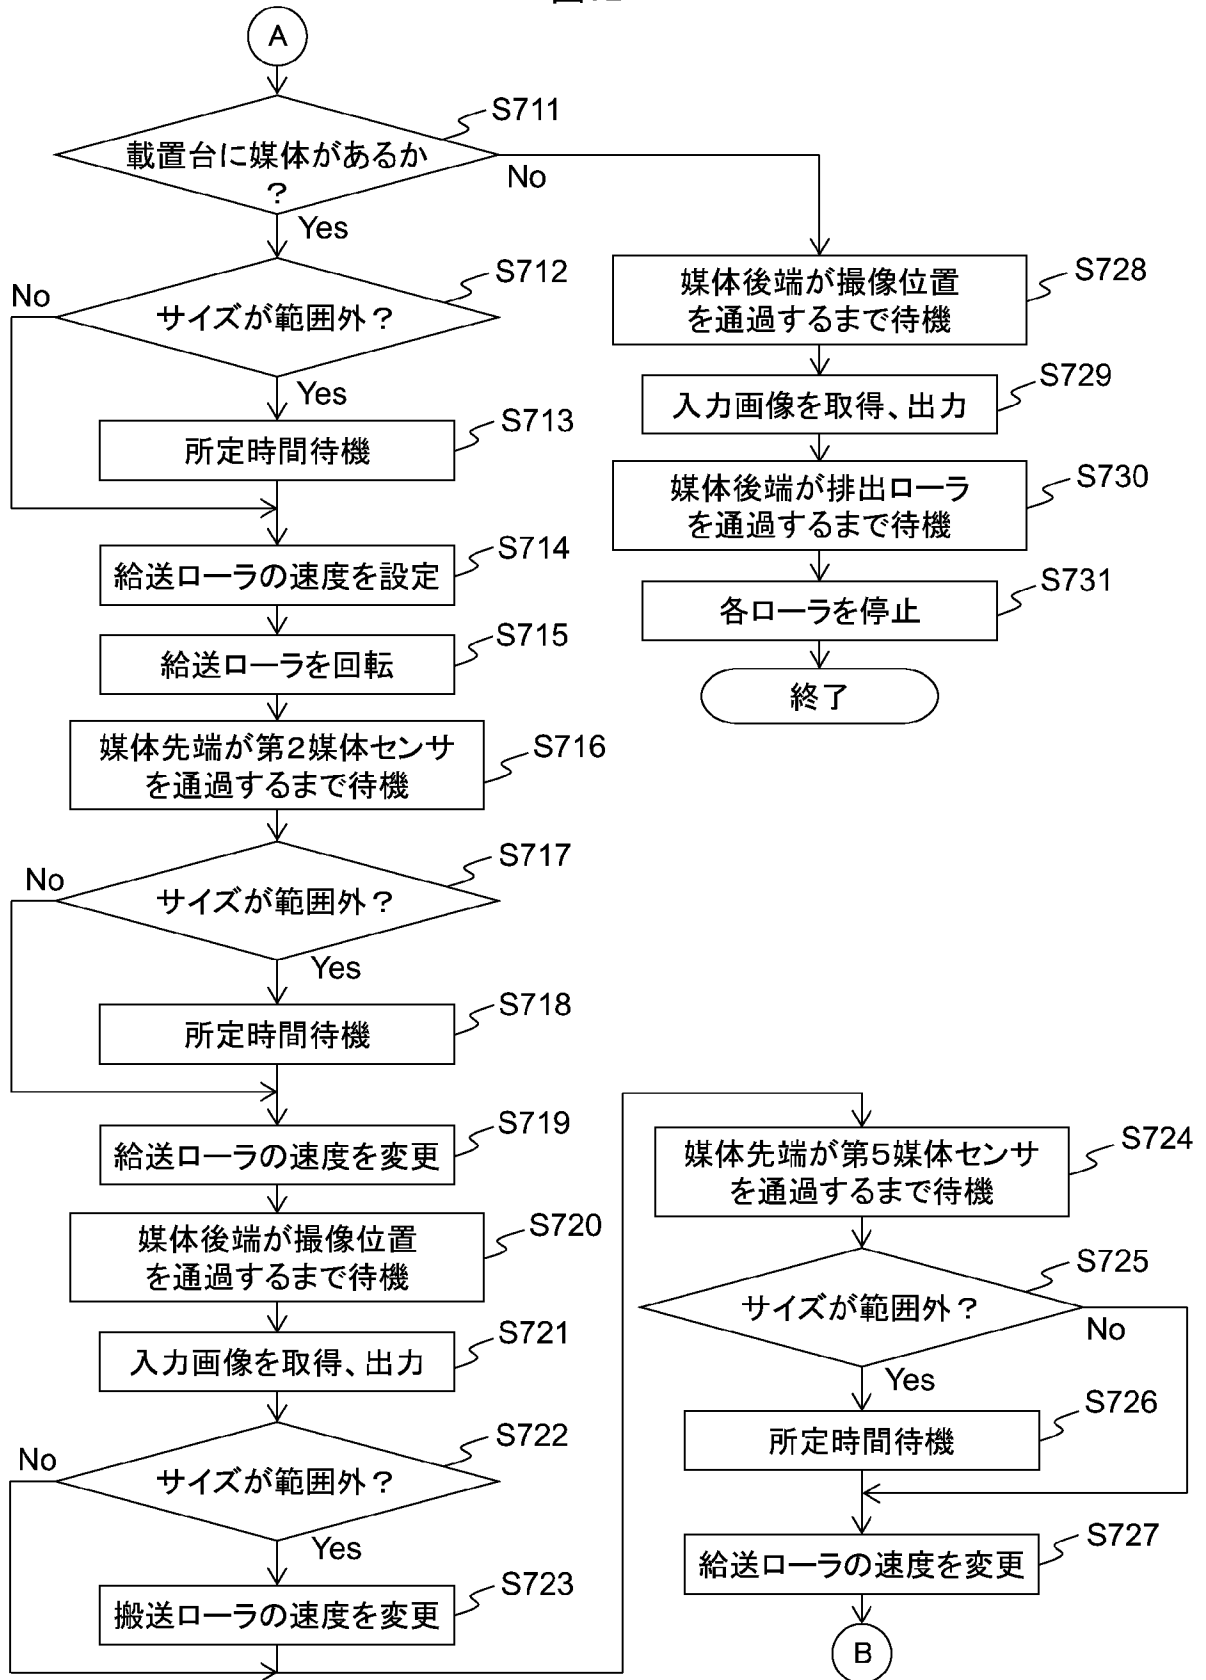 A
S711
載置台に媒体があるか
？
No
Yes
S712
No
サイズが範囲外？
Yes
S713
所定時間待機
S714
給送ローラの速度を設定
S715
給送ローラを回転
S716
媒体先端が第2媒体センサ
を通過するまで待機
S717
No
サイズが範囲外？
Yes
S718
所定時間待機
S719
給送ローラの速度を変更
S720
媒体後端が撮像位置
を通過するまで待機
S721
入力画像を取得、出力
S722
No
サイズが範囲外？
Yes
S723
搬送ローラの速度を変更
S724
媒体先端が第5媒体センサ
を通過するまで待機
S725
サイズが範囲外？
No
Yes
S726
所定時間待機
S727
給送ローラの速度を変更
B
S728
媒体後端が撮像位置
を通過するまで待機
S729
入力画像を取得、出力
S730
媒体後端が排出ローラ
を通過するまで待機
S731
各ローラを停止
終了